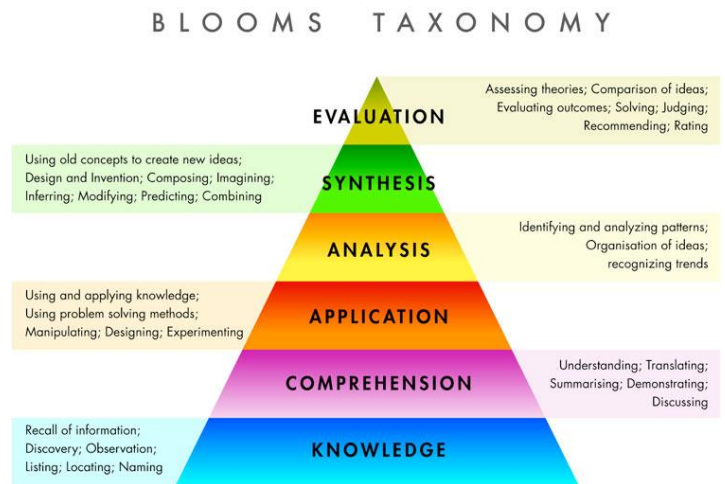 BLOOMS TAXONOMY
EVALUATION
Assessing theories; Comparison of ideas;
Evaluating outcomes; Solving; Judging;
Recommending; Rating
Using old concepts to create new ideas;
Design and Invention; Composing; Imagining;
Inferring; Modifying; Predicting; Combining
SYNTHESIS
ANALYSIS
Identifying and analyzing patterns;
Organisation of ideas;
recognizing trends
Using and applying knowledge;
Using problem solving methods;
Manipulating; Designing; Experimenting
APPLICATION
COMPREHENSION
Understanding; Translating;
Summarising; Demonstrating;
Discussing
Recall of information;
Discovery; Observation;
Listing; Locating; Naming
KNOWLEDGE